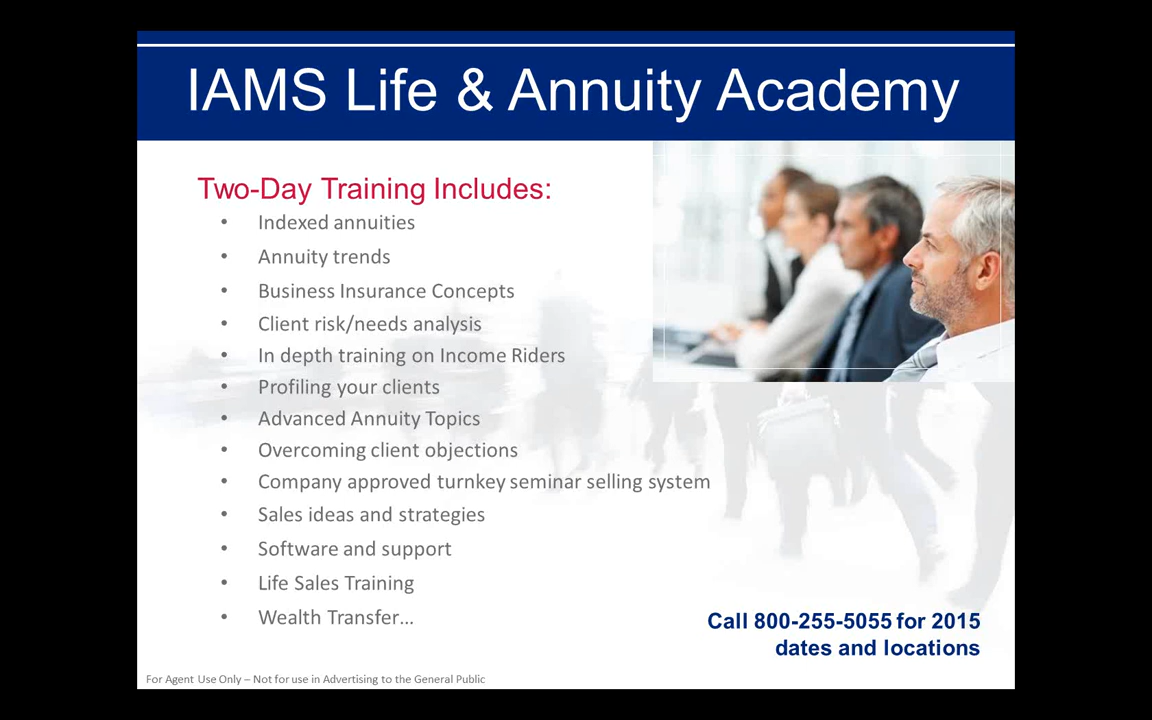 IAMS Life & Annuity Academy
Two-Day Training Includes:
• Indexed annuities
• Annuity trends
• Business Insurance Concepts
• Client risk/needs analysis
• In depth training on Income Riders
• Profiling your clients
• Advanced Annuity Topics
• Overcoming client objections
• Company approved turnkey seminar selling system
• Sales ideas and strategies
• Software and support
• Life Sales Training
• Wealth Transfer…
Call 800-255-5055 for 2015
dates and locations
For Agent Use Only – Not for use in Advertising to the General Public